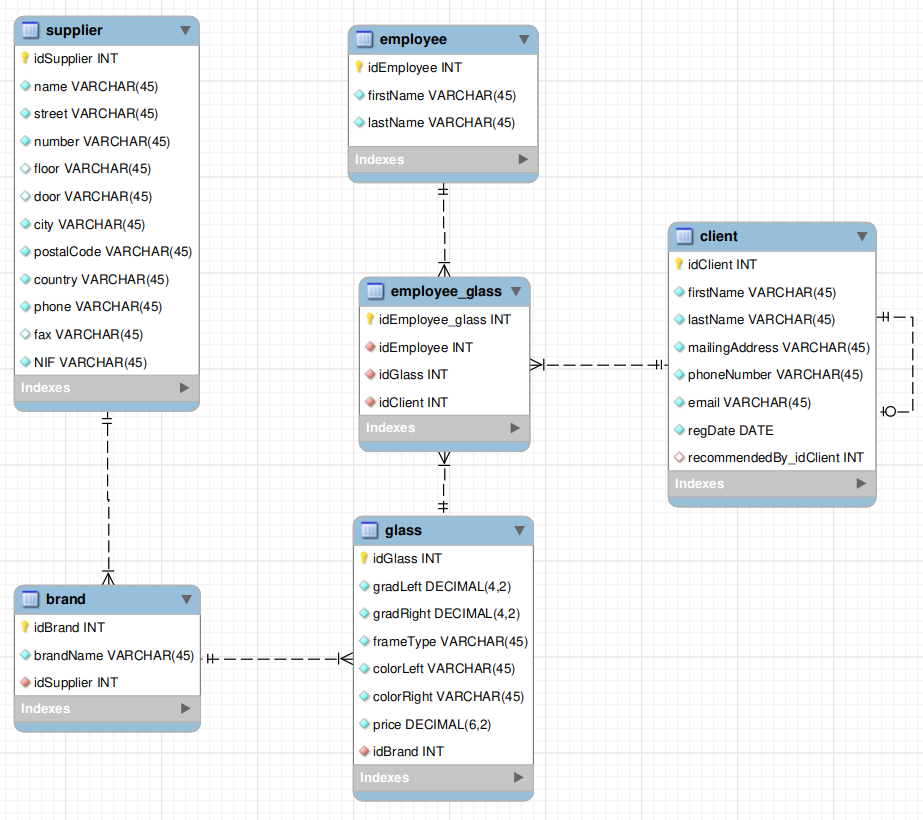 supplier
idSupplier INT
name VARCHAR(45)
street VARCHAR(45)
number VARCHAR(45)
floor VARCHAR(45)
door VARCHAR(45)
city VARCHAR(45)
postalCode VARCHAR(45)
country VARCHAR(45)
phone VARCHAR(45)
fax VARCHAR(45)
NIF VARCHAR(45)
Indexes
employee
idEmployee INT
firstName VARCHAR(45)
lastName VARCHAR(45)
Indexes
employee_glass
idEmployee_glass INT
idEmployee INT
idGlass INT
idClient INT
Indexes
client
idClient INT
firstName VARCHAR(45)
lastName VARCHAR(45)
mailingAddress VARCHAR(45)
phoneNumber VARCHAR(45)
email VARCHAR(45)
regDate DATE
recommendedBy_idClient INT
Indexes
brand
idBrand INT
brandName VARCHAR(45)
idSupplier INT
Indexes
glass
idGlass INT
gradLeft DECIMAL(4,2)
gradRight DECIMAL(4,2)
frameType VARCHAR(45)
colorLeft VARCHAR(45)
colorRight VARCHAR(45)
price DECIMAL(6,2)
idBrand INT
Indexes